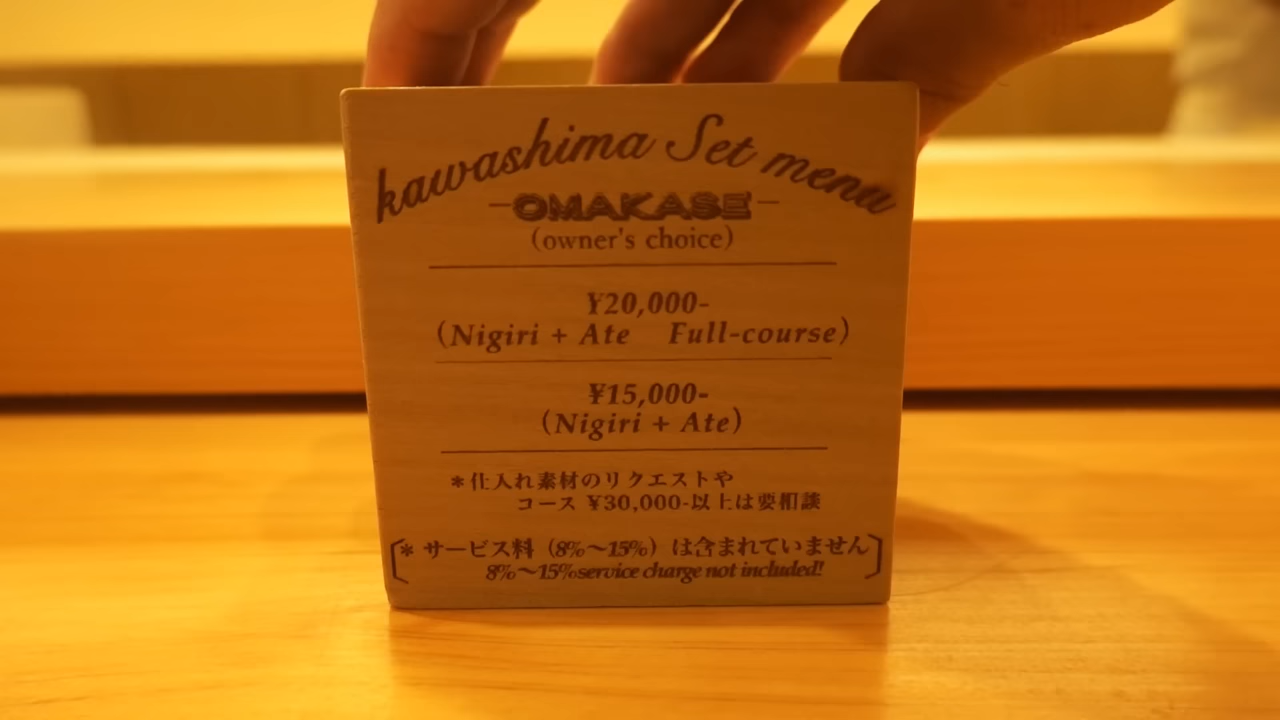 kawashima Set menu
-OMAKASE-
(owner's choice)
¥20,000-
(Nigiri + Ate Full-course)
¥15,000-
(Nigiri + Ate)
*仕入れ素材のリクエストや
コース ¥30,000-以上は要相談
[* サービス料 (8%〜15%) は含まれていません
8%〜15%service charge not included!]